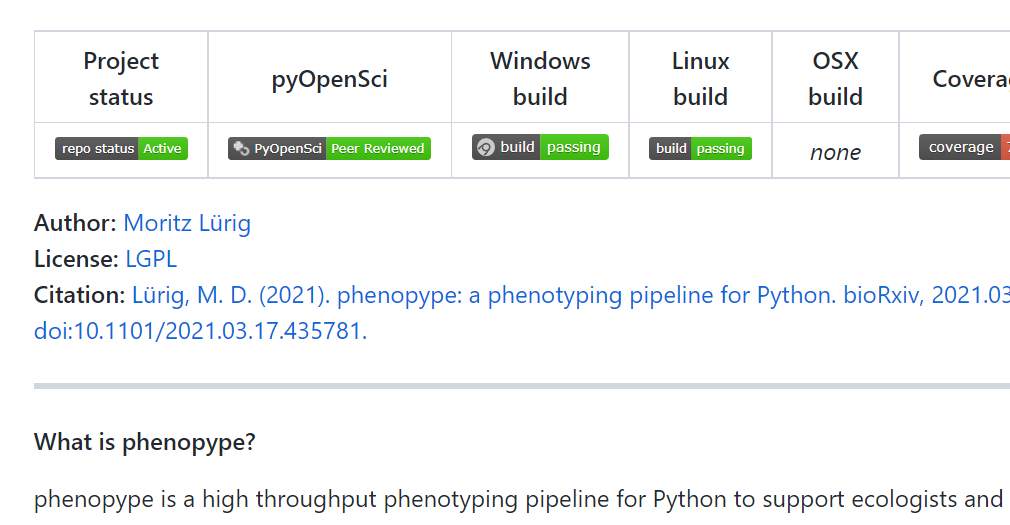 Project status pyOpenSci Windows build Linux build OSX build Covera
repo status Active PyOpenSci Peer Reviewed build passing build passing none coverage
Author: Moritz Lürig
License: LGPL
Citation: Lürig, M. D. (2021). phenopype: a phenotyping pipeline for Python. bioRxiv, 2021.03
doi:10.1101/2021.03.17.435781.
What is phenopype?
phenopype is a high throughput phenotyping pipeline for Python to support ecologists and